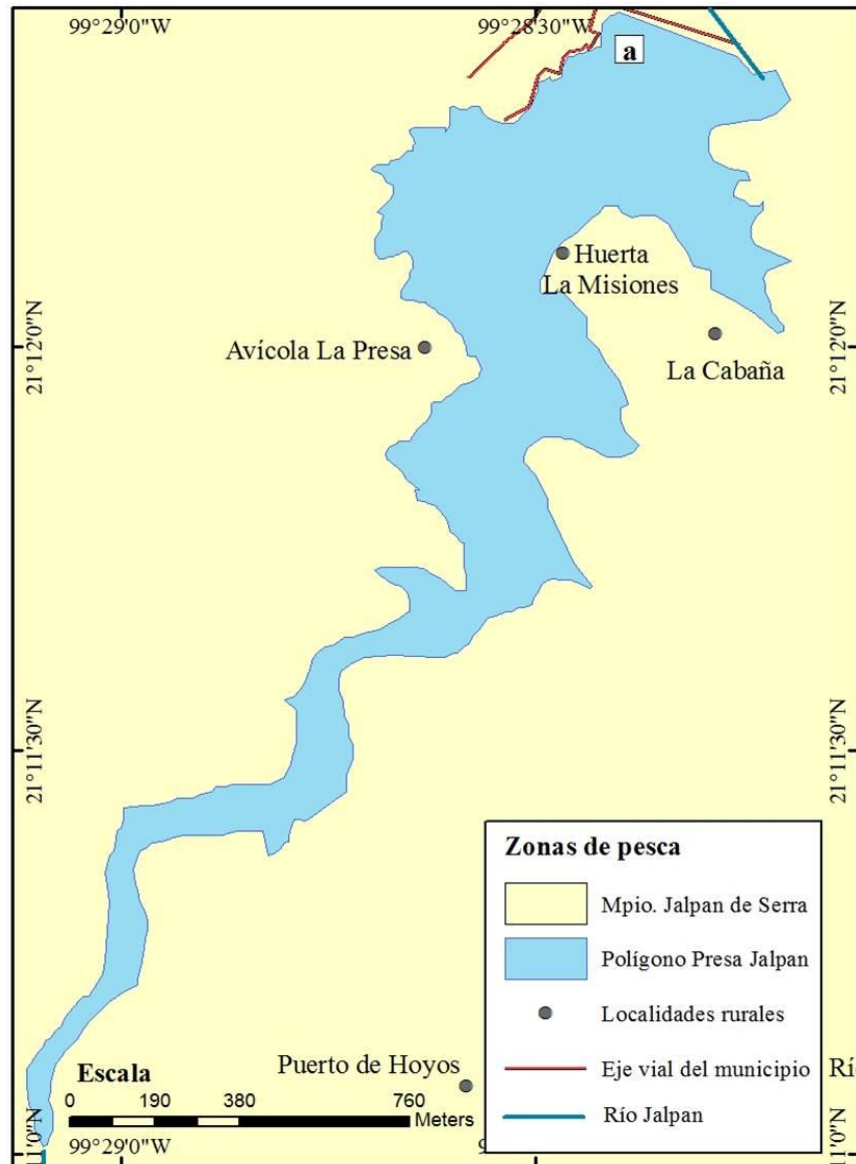 99°29'0"W
99°28'30"W
a
Huerta
La Misiones
Avícola La Presa
La Cabaña
21°12'0"N
21°12'0"N
21°11'30"N
21°11'30"N
Zonas de pesca
Mpio. Jalpan de Serra
Polígono Presa Jalpan
Localidades rurales
Eje vial del municipio
Río Jalpan
Puerto de Hoyos
Escala
0 190 380 760
Meters
99°29'0"W